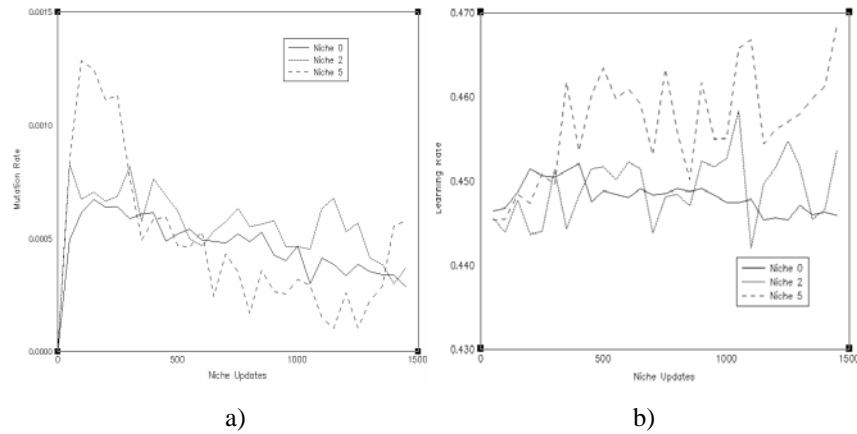 0.0015
0.0010
0.0005
0.0000
Mutation Rate
Niche 0
Niche 2
Niche 5
0
500
1000
1500
Niche Updates
a)
0.470
0.460
0.450
0.440
0.430
Learning Rate
Niche 0
Niche 2
Niche 5
0
500
1000
1500
Niche Updates
b)